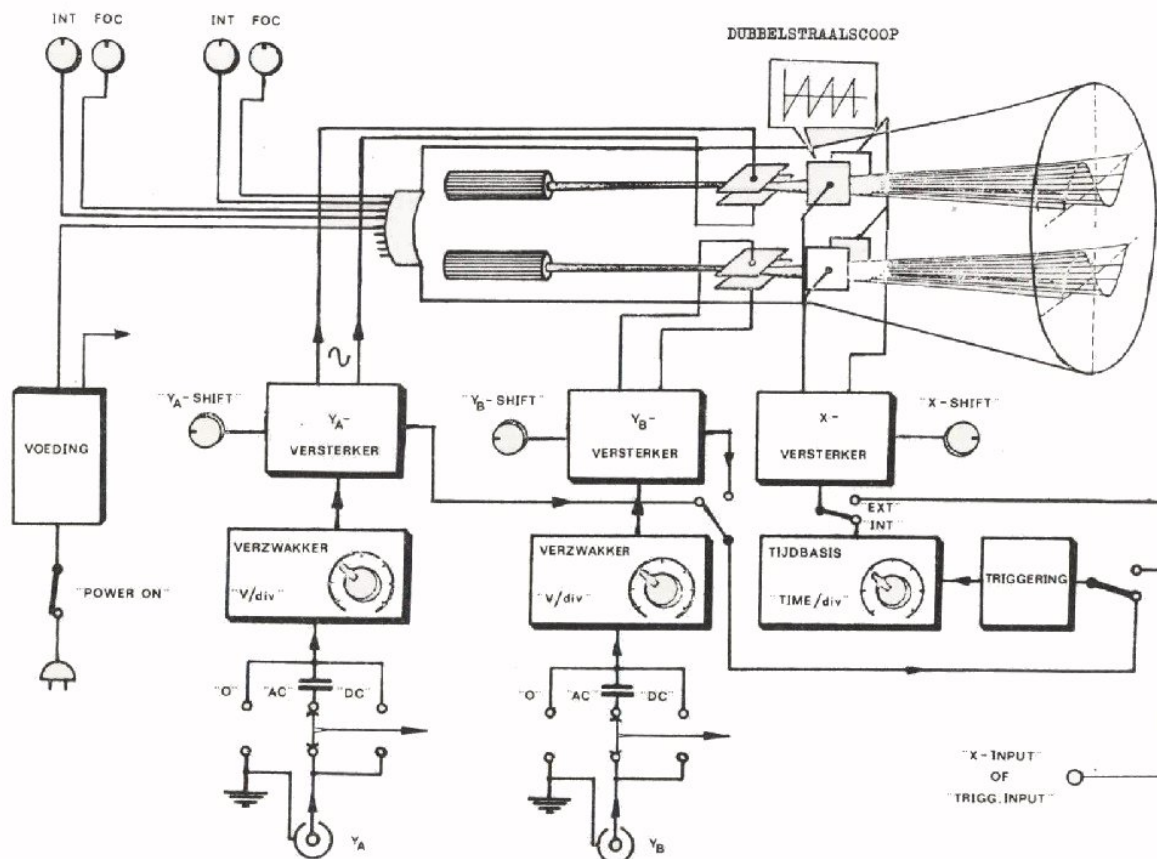 INT FOC
INT FOC
DUBBELSTRAALSCOOP
"YA-SHIFT"
YA-
VERSTERKER
"YB-SHIFT"
YB-
VERSTERKER
X-
VERSTERKER
"X-SHIFT"
VOEDING
"POWER ON"
VERZWAKKER
"V/div"
VERZWAKKER
"V/div"
"EXT"
"INT"
TIJDBASIS
"TIME/div"
TRIGGERING
"O" "AC" "DC"
"O" "AC" "DC"
YA
YB
"X-INPUT"
OF
"TRIGG.INPUT"